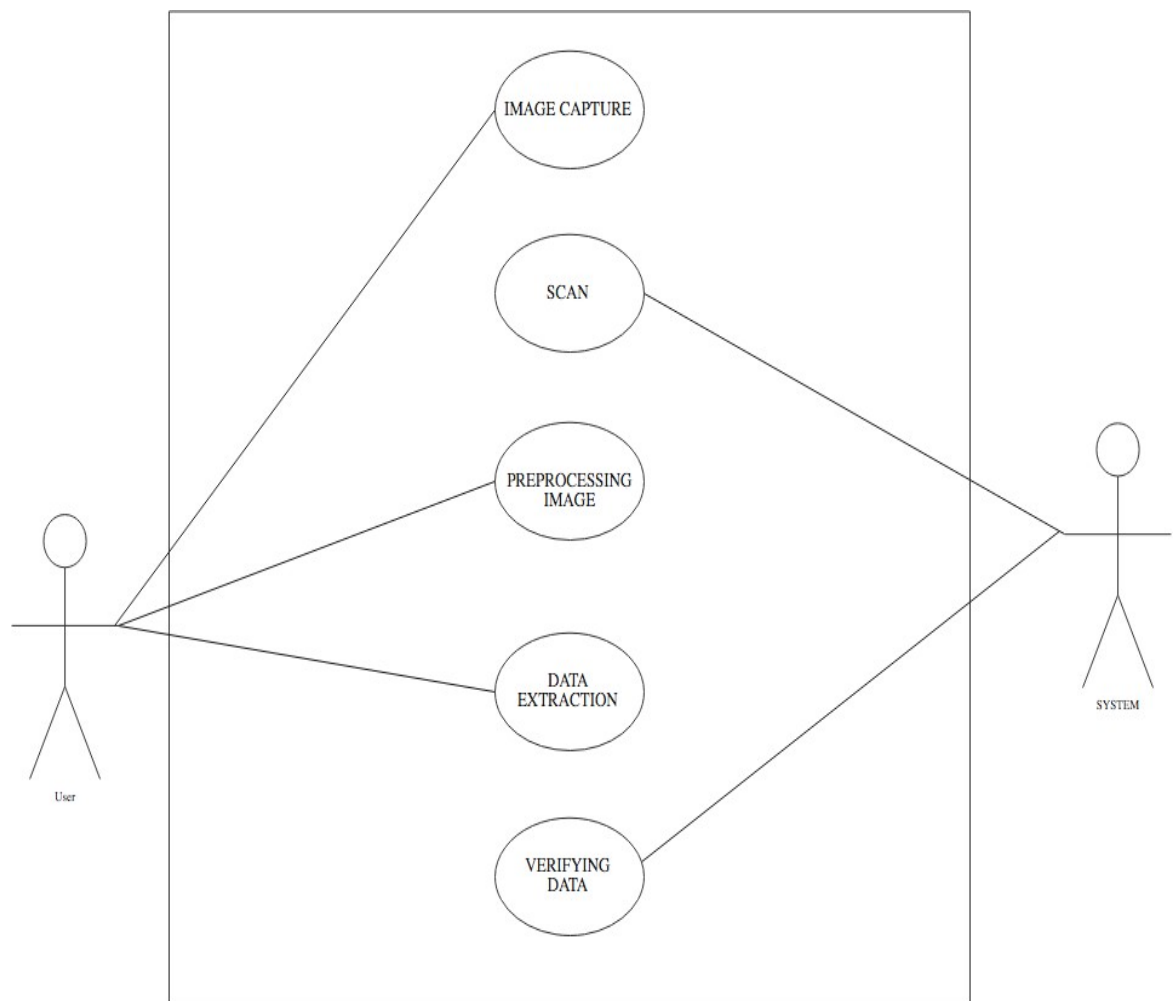 IMAGE CAPTURE
SCAN
PREPROCESSING
IMAGE
DATA
EXTRACTION
VERIFYING
DATA
User
SYSTEM